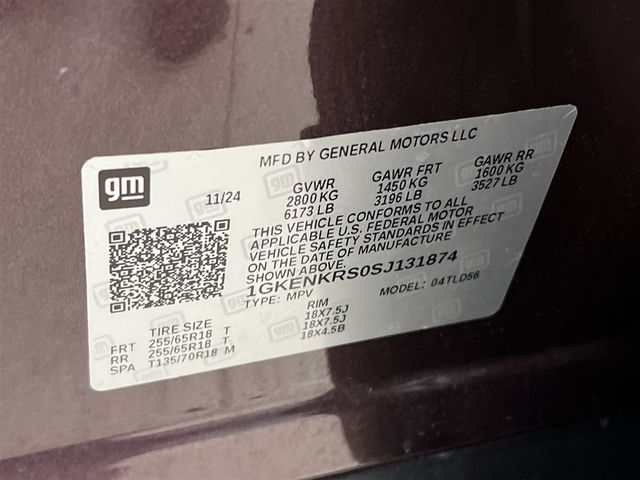 MFD BY GENERAL MOTORS LLC
gm
11/24
GVWR GAWR FRT GAWR RR
2800 KG 1450 KG 1600 KG
6173 LB 3196 LB 3527 LB
THIS VEHICLE CONFORMS TO ALL
APPLICABLE U.S. FEDERAL MOTOR
VEHICLE SAFETY STANDARDS IN EFFECT
ON THE DATE OF MANUFACTURE
SHOWN ABOVE.
1GKENKRS0SJ131874
TYPE: MPV MODEL: 04TLD56
TIRE SIZE RIM
FRT 255/65R18 T 18X7.5J
RR 255/65R18 T 18X7.5J
SPA T135/70R18 M 18X4.5B